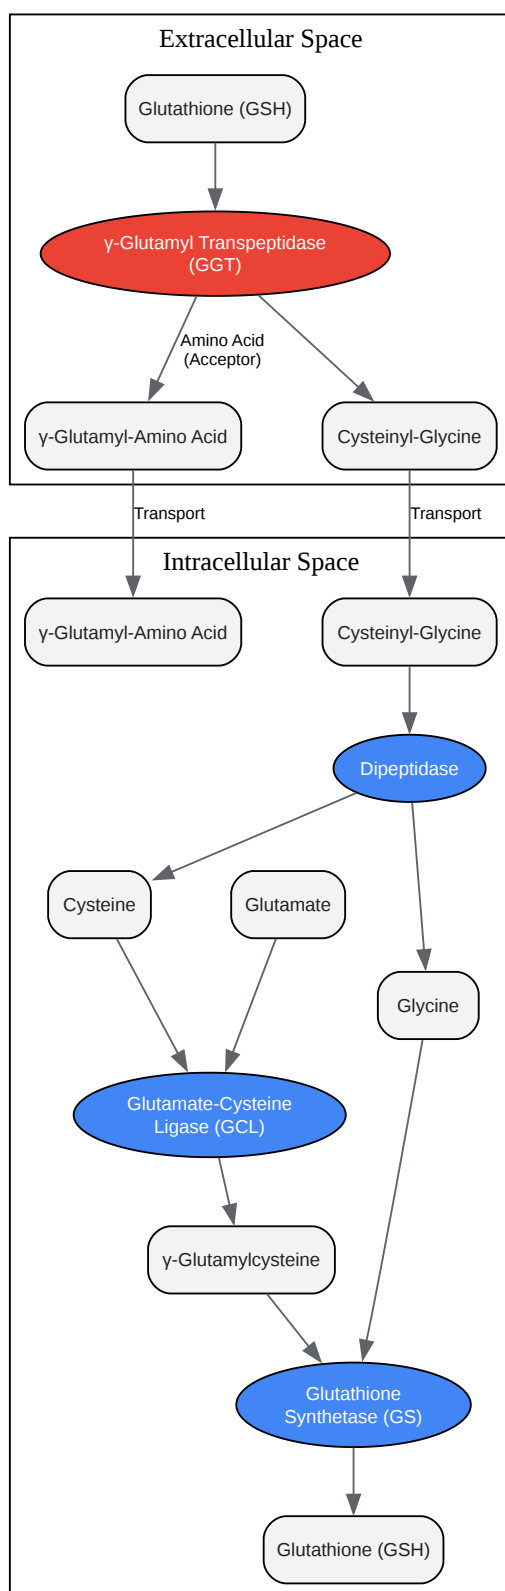 Extracellular Space
Glutathione (GSH)
γ-Glutamyl Transpeptidase
(GGT)
Amino Acid
(Acceptor)
γ-Glutamyl-Amino Acid
Cysteinyl-Glycine
Transport
Transport
Intracellular Space
γ-Glutamyl-Amino Acid
Cysteinyl-Glycine
Dipeptidase
Cysteine
Glutamate
Glycine
Glutamate-Cysteine
Ligase (GCL)
γ-Glutamylcysteine
Glutathione
Synthetase (GS)
Glutathione (GSH)